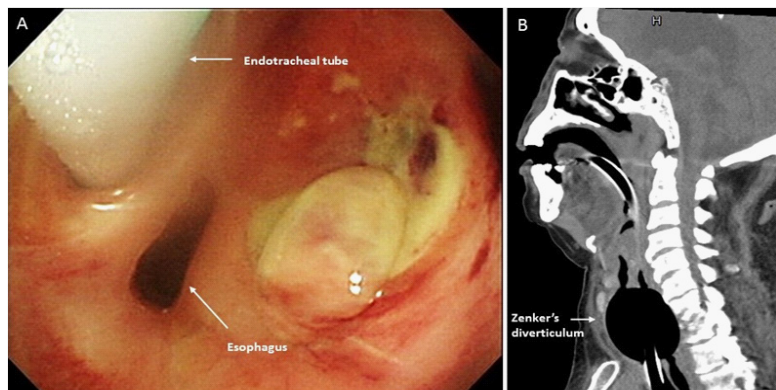 A
Endotracheal tube
Esophagus
B
H
Zenker's
diverticulum